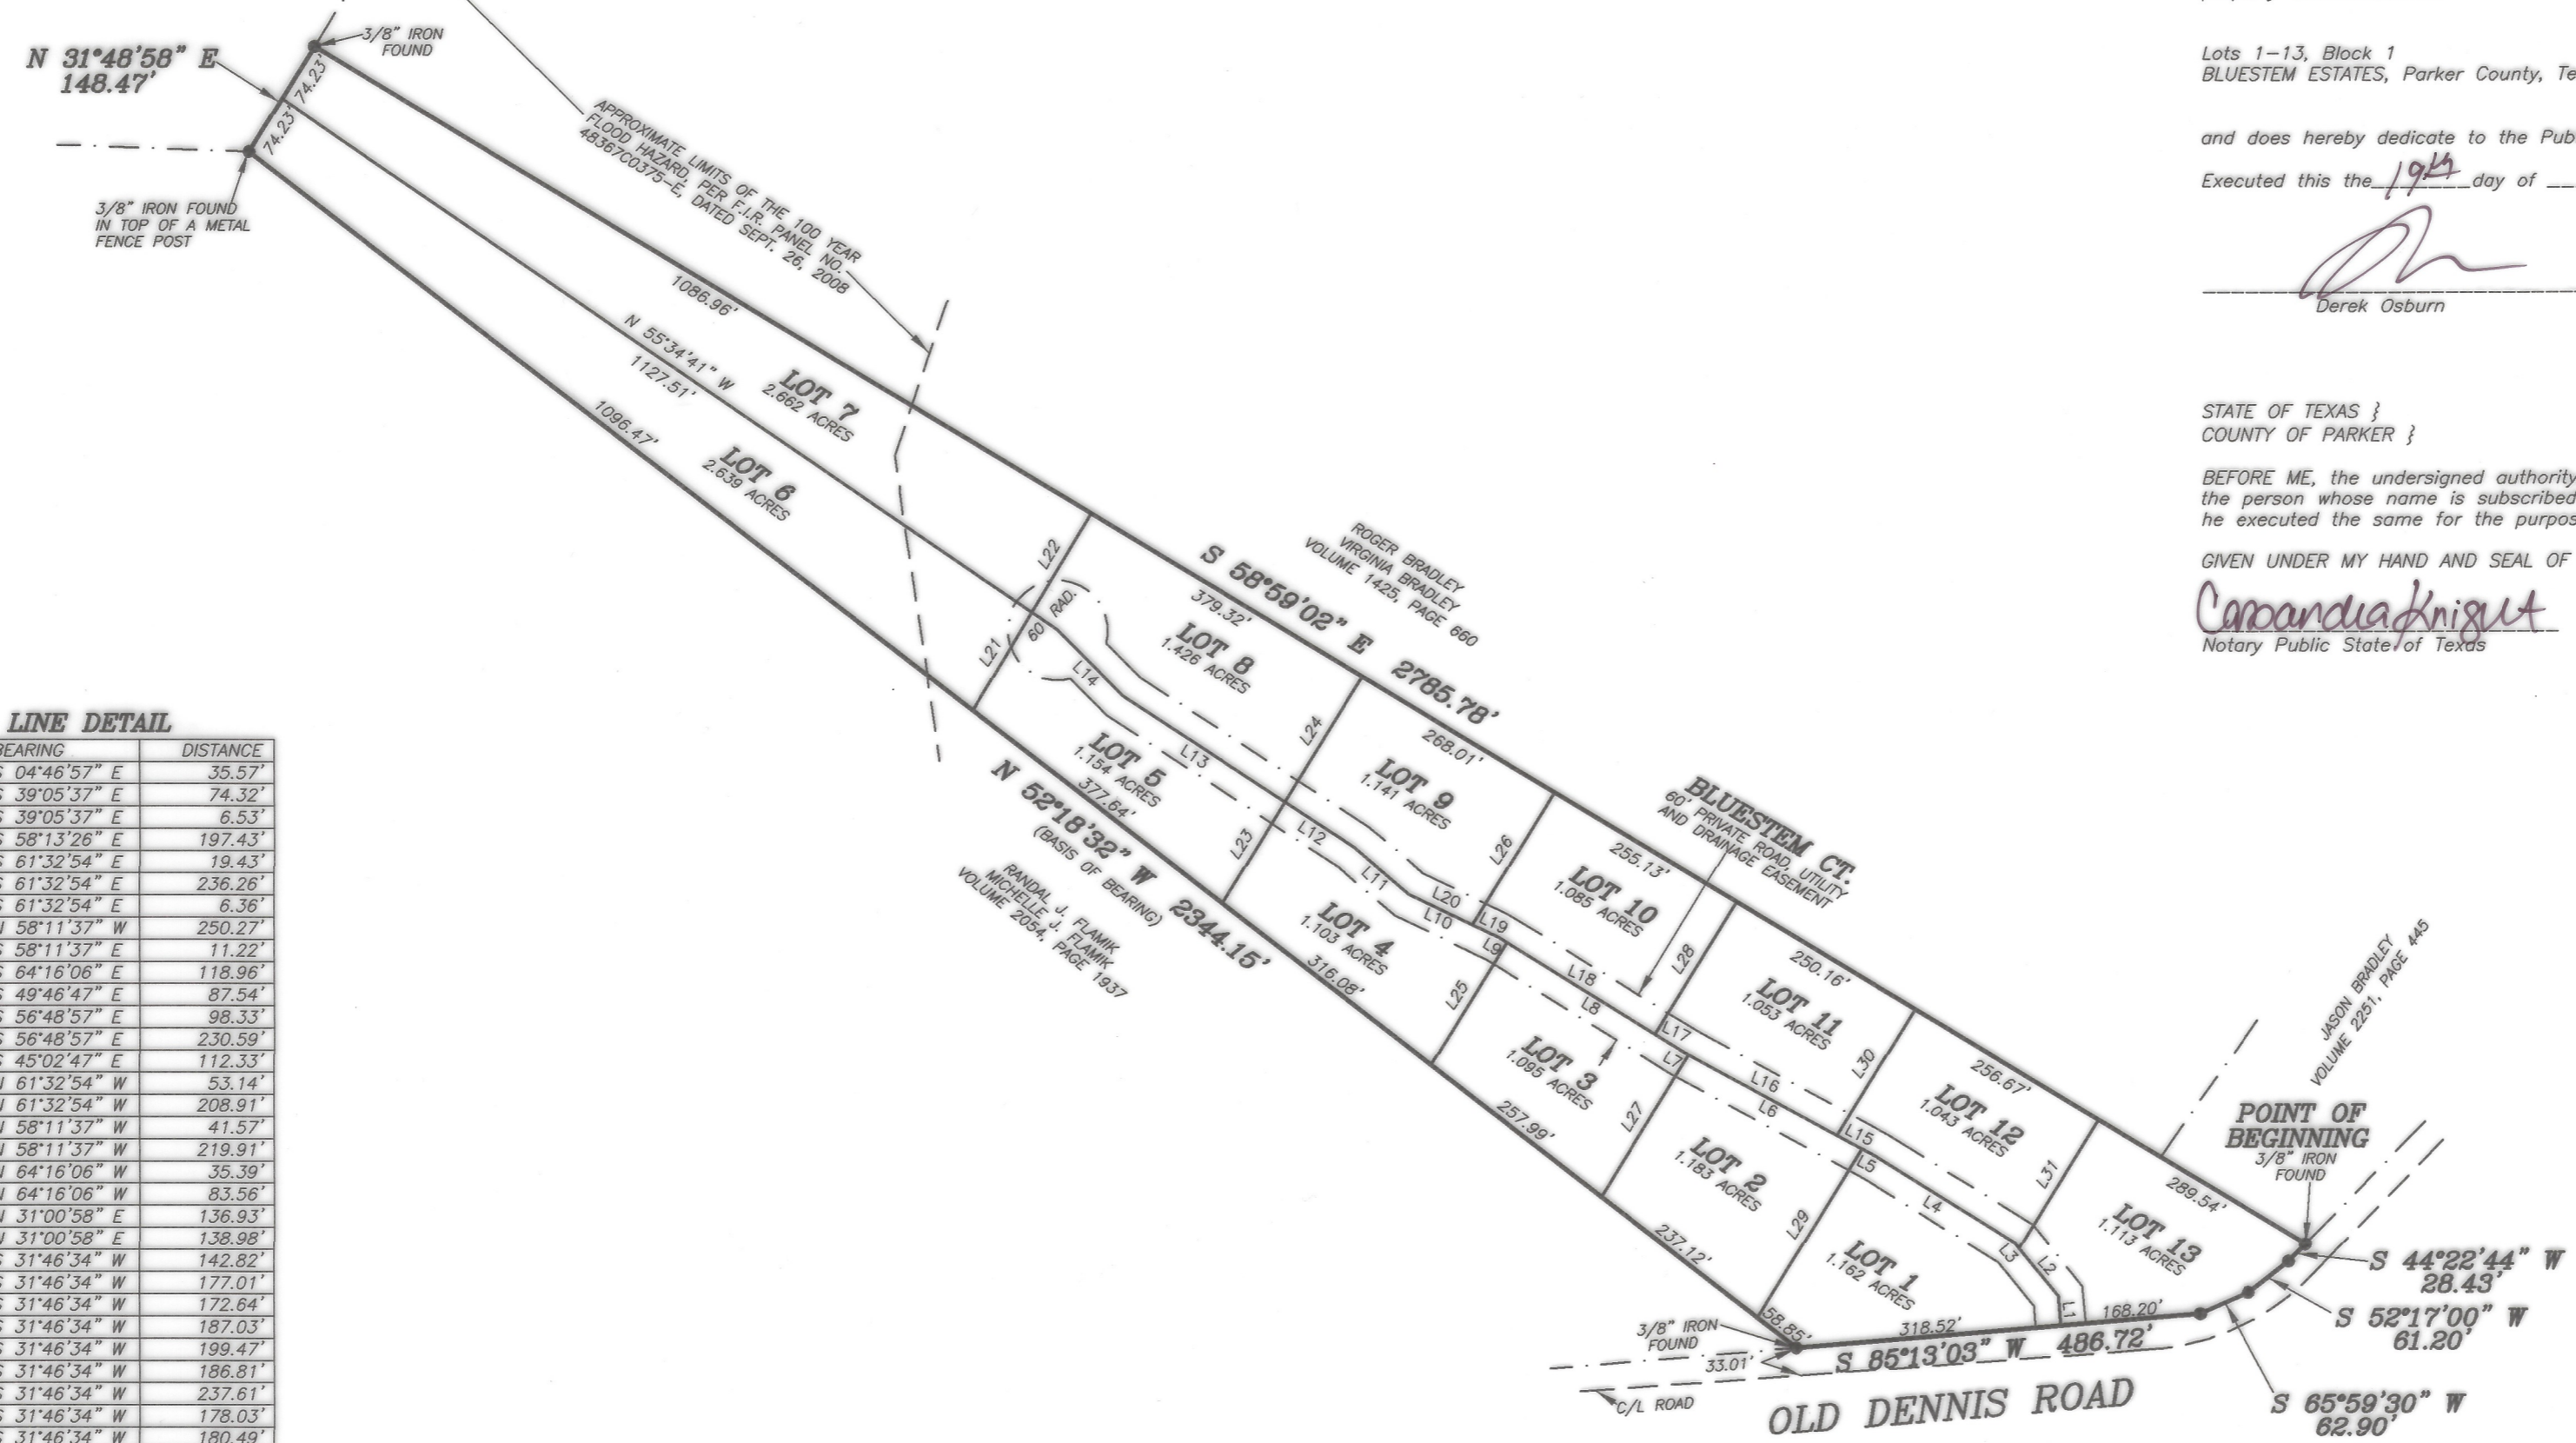 N 31°48'58" E
148.47'
3/8" IRON
FOUND
74.23'
74.23'
3/8" IRON FOUND
IN TOP OF A METAL
FENCE POST
APPROXIMATE LIMITS OF THE 100 YEAR
FLOOD HAZARD, PER F.I.R. PANEL NO.
48367C0375-E, DATED SEPT. 26, 2008
1086.96'
N 55°34'41" W
1127.51'
1096.47'
LOT 7
2.662 ACRES
LOT 6
2.639 ACRES
L22
L21
60 RAD.
L14
L13
LOT 8
1.426 ACRES
379.32'
S 58°59'02" E 2785.78'
ROGER BRADLEY
VIRGINIA BRADLEY
VOLUME 1425, PAGE 660
LOT 5
1.154 ACRES
377.64'
N 52°18'32" W 2344.15'
(BASIS OF BEARING)
RANDAL J. FLAMIK
MICHELLE J. FLAMIK
VOLUME 2054, PAGE 1937
L24
L23
L12
L11
L20
L10
268.01'
LOT 9
1.141 ACRES
LOT 4
1.103 ACRES
316.08'
L26
L19
L9
L25
255.13'
LOT 10
1.085 ACRES
BLUESTEM CT.
60' PRIVATE ROAD, UTILITY
AND DRAINAGE EASEMENT
L18
L8
LOT 3
1.095 ACRES
257.99'
L28
L17
L7
L27
250.16'
LOT 11
1.053 ACRES
L16
L6
LOT 2
1.183 ACRES
237.12'
L30
L15
L5
L29
256.67'
LOT 12
1.043 ACRES
L4
L3
L2
L1
L31
LOT 1
1.162 ACRES
58.85'
318.52'
168.20'
289.54'
LOT 13
1.113 ACRES
JASON BRADLEY
VOLUME 2251, PAGE 445
POINT OF
BEGINNING
3/8" IRON
FOUND
S 44°22'44" W
28.43'
S 52°17'00" W
61.20'
S 65°59'30" W
62.90'
3/8" IRON
FOUND
33.01'
S 85°13'03" W 486.72'
C/L ROAD
OLD DENNIS ROAD
LINE DETAIL
BEARING DISTANCE
S 04°46'57" E 35.57'
S 39°05'37" E 74.32'
S 39°05'37" E 6.53'
S 58°13'26" E 197.43'
S 61°32'54" E 19.43'
S 61°32'54" E 236.26'
S 61°32'54" E 6.36'
N 58°11'37" W 250.27'
S 58°11'37" E 11.22'
S 64°16'06" E 118.96'
S 49°46'47" E 87.54'
S 56°48'57" E 98.33'
S 56°48'57" E 230.59'
S 45°02'47" E 112.33'
N 61°32'54" W 53.14'
N 61°32'54" W 208.91'
N 58°11'37" W 41.57'
N 58°11'37" W 219.91'
N 64°16'06" W 35.39'
N 64°16'06" W 83.56'
N 31°00'58" E 136.93'
N 31°00'58" E 138.98'
S 31°46'34" W 142.82'
S 31°46'34" W 177.01'
S 31°46'34" W 172.64'
S 31°46'34" W 187.03'
S 31°46'34" W 199.47'
S 31°46'34" W 186.81'
S 31°46'34" W 237.61'
S 31°46'34" W 178.03'
S 31°46'34" W 180.49'
Lots 1-13, Block 1
BLUESTEM ESTATES, Parker County, Te
and does hereby dedicate to the Pub
Executed this the 19th day of
Derek Osburn
STATE OF TEXAS }
COUNTY OF PARKER }
BEFORE ME, the undersigned authority
the person whose name is subscribed
he executed the same for the purpos
GIVEN UNDER MY HAND AND SEAL OF
Cassandra Knight
Notary Public State of Texas